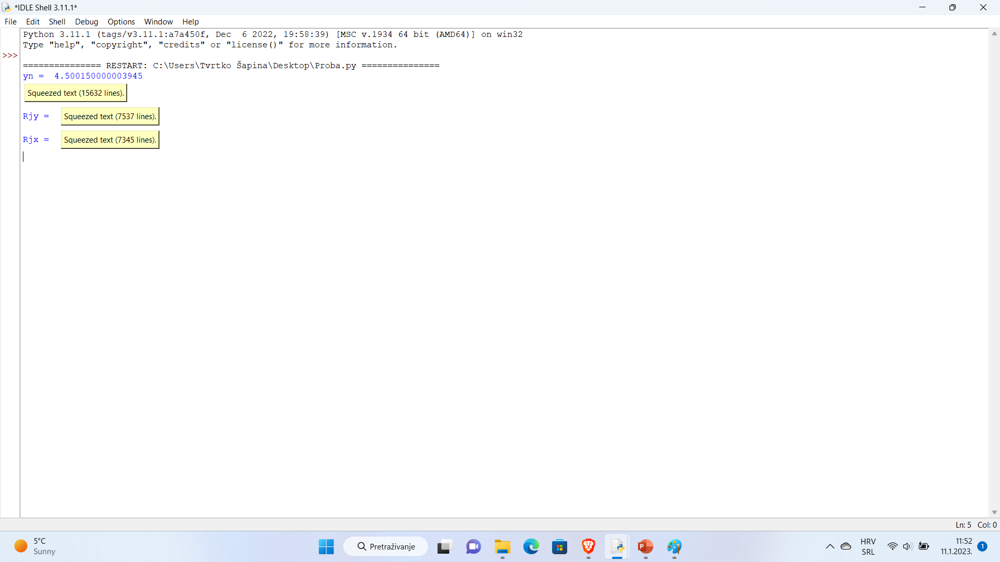 *IDLE Shell 3.11.1*
File Edit Shell Debug Options Window Help
Python 3.11.1 (tags/v3.11.1:a7a450f, Dec  6 2022, 19:58:39) [MSC v.1934 64 bit (AMD64)] on win32
Type "help", "copyright", "credits" or "license()" for more information.
>>>
=============== RESTART: C:\Users\Tvrtko Šapina\Desktop\Proba.py ===============
yn =  4.500150000003945
Squeezed text (15632 lines).
Rjy = Squeezed text (7537 lines).
Rjx = Squeezed text (7345 lines).
Ln: 5 Col: 0
5°C
Sunny
Pretraživanje
P
HRV
SRL
11:52
11.1.2023.
1